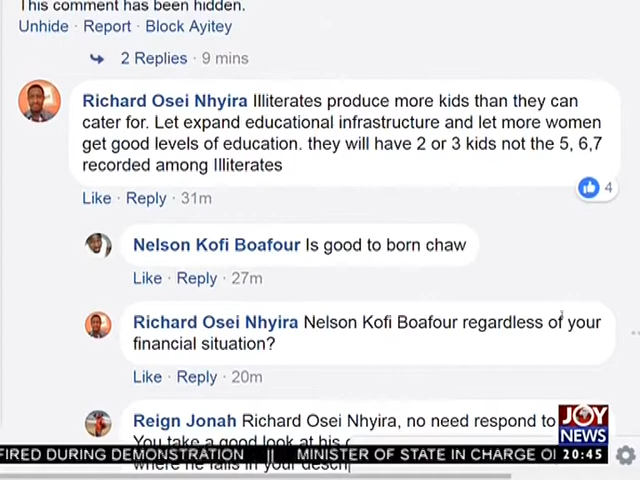 This comment has been hidden.
Unhide · Report · Block Ayitey
2 Replies · 9 mins
Richard Osei Nhyira Illiterates produce more kids than they can
cater for. Let expand educational infrastructure and let more women
get good levels of education. they will have 2 or 3 kids not the 5, 6,7
recorded among Illiterates
4
Like · Reply · 31m
Nelson Kofi Boafour Is good to born chaw
Like · Reply · 27m
Richard Osei Nhyira Nelson Kofi Boafour regardless of your
financial situation?
Like · Reply · 20m
Reign Jonah Richard Osei Nhyira, no need respond to
You take a good look at his
where he falls in your
JOY
NEWS
FIRED DURING DEMONSTRATION || MINISTER OF STATE IN CHARGE
20:45